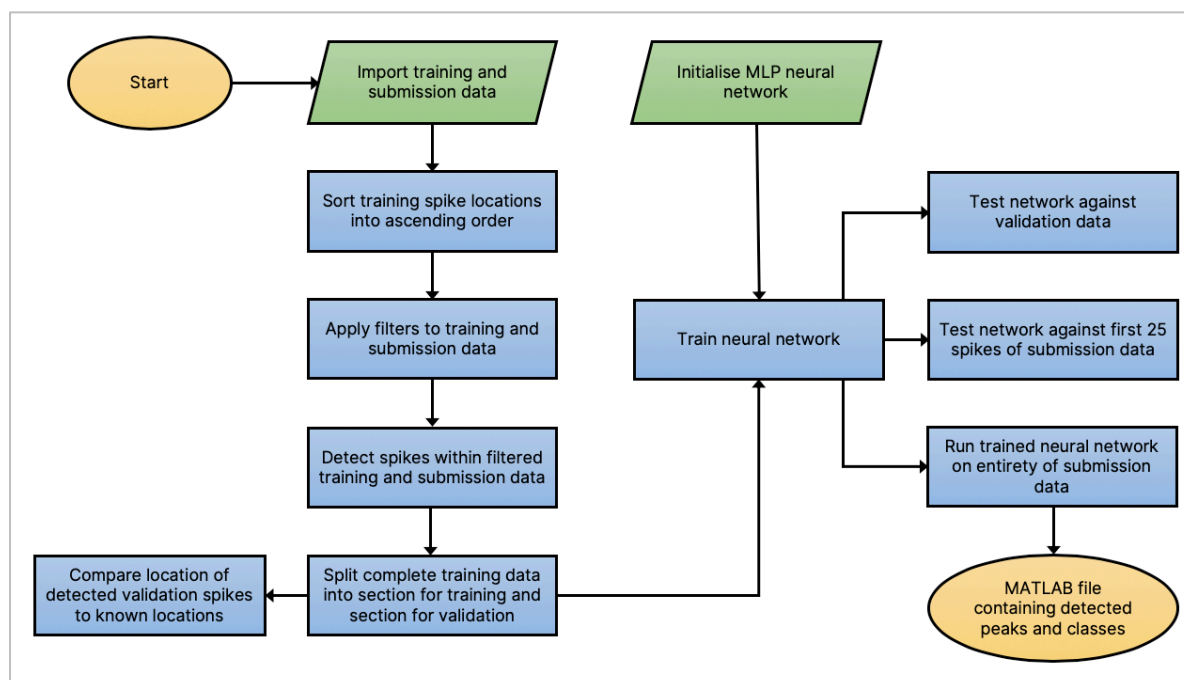 Start
Import training and
submission data
Initialise MLP neural
network
Sort training spike locations
into ascending order
Test network against
validation data
Apply filters to training and
submission data
Train neural network
Test network against first 25
spikes of submission data
Detect spikes within filtered
training and submission data
Run trained neural network
on entirety of submission
data
Compare location of
detected validation spikes
to known locations
Split complete training data
into section for training and
section for validation
MATLAB file
containing detected
peaks and classes